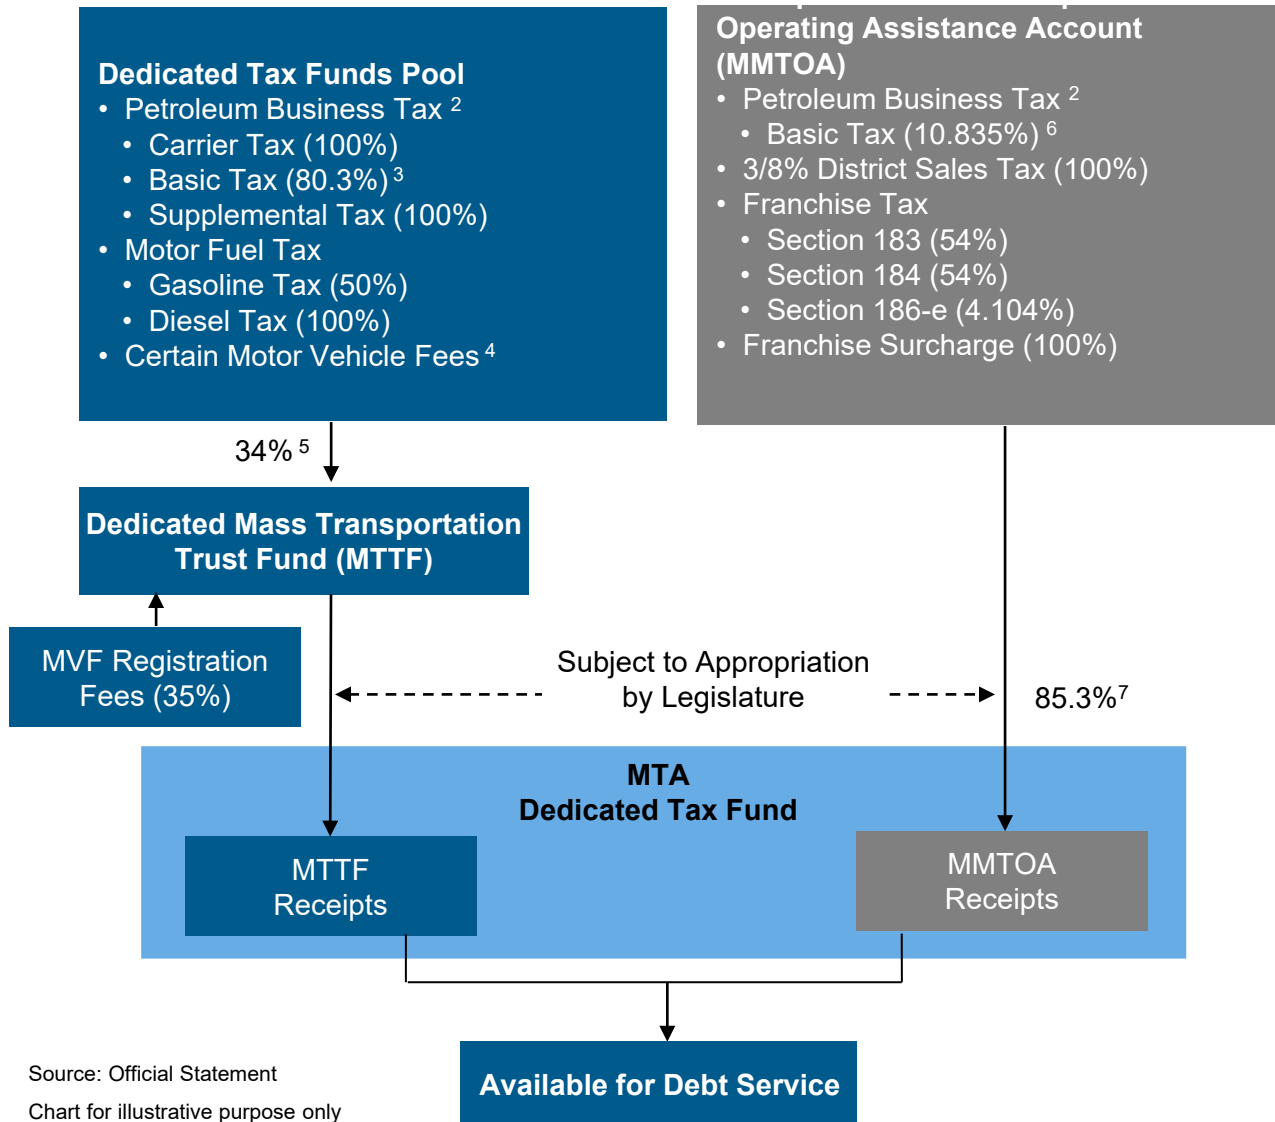 Dedicated Tax Funds Pool
• Petroleum Business Tax 2
• Carrier Tax (100%)
• Basic Tax (80.3%) 3
• Supplemental Tax (100%)
• Motor Fuel Tax
• Gasoline Tax (50%)
• Diesel Tax (100%)
• Certain Motor Vehicle Fees 4
Operating Assistance Account
(MMTOA)
• Petroleum Business Tax 2
• Basic Tax (10.835%) 6
• 3/8% District Sales Tax (100%)
• Franchise Tax
• Section 183 (54%)
• Section 184 (54%)
• Section 186-e (4.104%)
• Franchise Surcharge (100%)
34% 5
Dedicated Mass Transportation
Trust Fund (MTTF)
MVF Registration
Fees (35%)
Subject to Appropriation
by Legislature
85.3%7
MTA
Dedicated Tax Fund
MTTF
Receipts
MMTOA
Receipts
Available for Debt Service
Source: Official Statement
Chart for illustrative purpose only